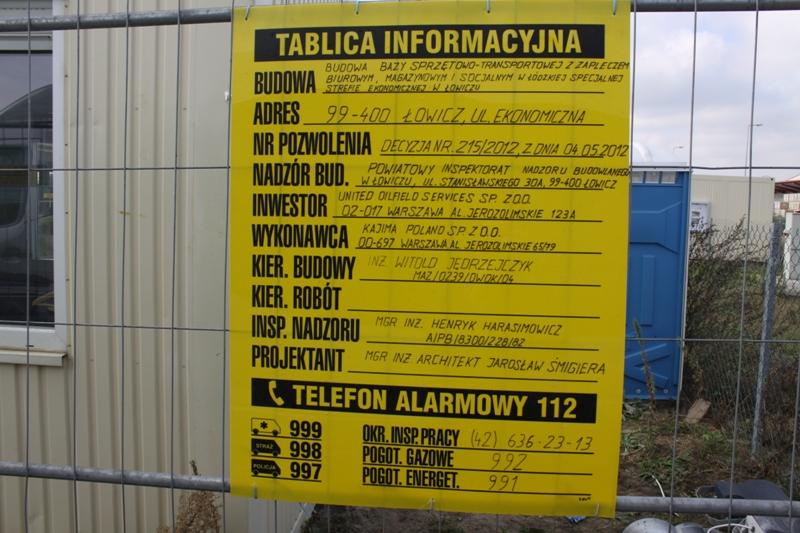 TABLICA INFORMACYJNA
BUDOWA BUDOWA BAZY SPRZĘTOWO-TRANSPORTOWEJ Z ZAPLECZEM
BIUROWYM, MAGAZYNOWYM I SOCJALNYM W ŁÓDZKIEJ SPECJALNEJ
STREFIE EKONOMICZNEJ W ŁOWICZU
ADRES 99-400 ŁOWICZ, UL. EKONOMICZNA
NR POZWOLENIA DECYZJA NR. 215/2012, Z DNIA 04.05.2012
NADZÓR BUD. POWIATOWY INSPEKTORAT NADZORU BUDOWLANEGO
W ŁOWICZU, UL. STANISŁAWSKIEGO 30A, 99-400 ŁOWICZ
INWESTOR UNITED OILFIELD SERVICES SP. Z.O.O.
02-017 WARSZAWA AL. JEROZOLIMSKIE 123A
WYKONAWCA KAJIMA POLAND SP. Z O.O.
00-697 WARSZAWA AL. JEROZOLIMSKIE 65/79
KIER. BUDOWY INŻ. WITOLD JĘDRZEJCZYK
MAZ/0239/OWOK/04
KIER. ROBÓT
INSP. NADZORU MGR INŻ. HENRYK HARASIMOWICZ
AIPB/8300/228/82
PROJEKTANT MGR INŻ ARCHITEKT JAROSŁAW ŚMIGIERA
TELEFON ALARMOWY 112
999
STRAŻ 998
POLICJA 997
OKR. INSP. PRACY (42) 636-23-13
POGOT. GAZOWE 992
POGOT. ENERGET. 991